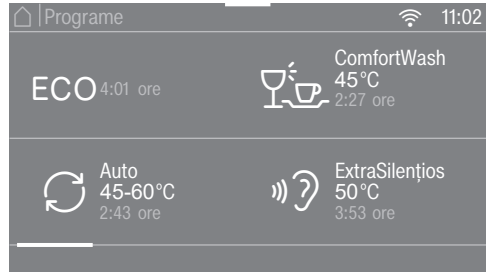 Programe 11:02
ECO 4:01 ore
ComfortWash
45°C
2:27 ore
Auto
45-60°C
2:43 ore
ExtraSilențios
50°C
3:53 ore